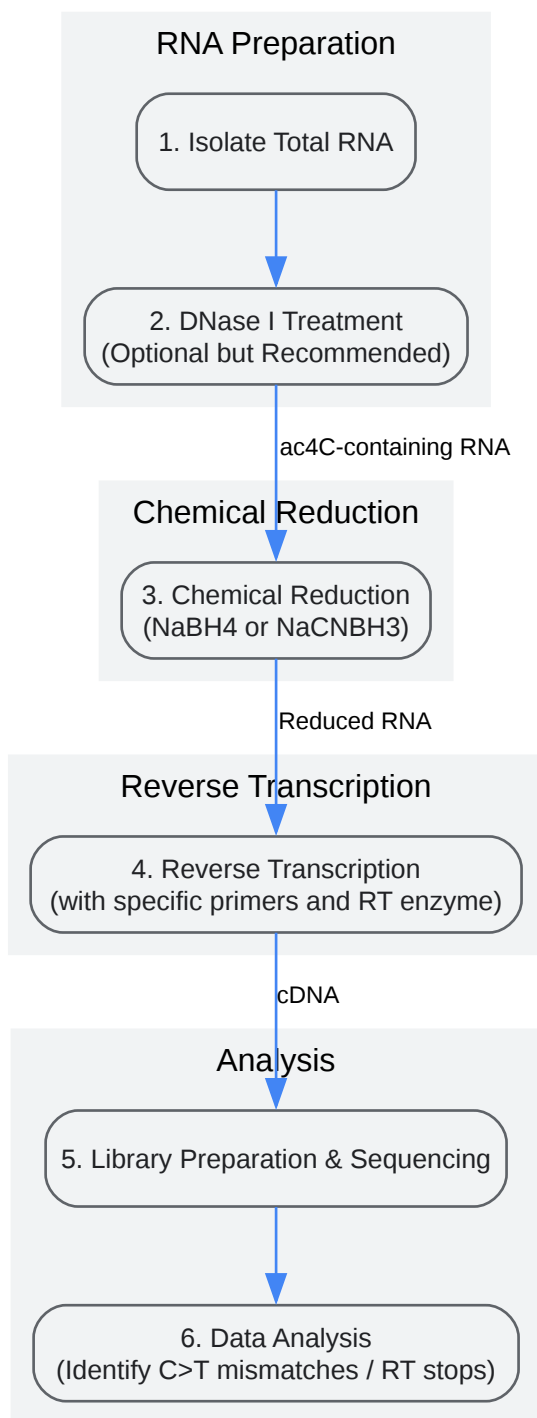 RNA Preparation
1. Isolate Total RNA
2. DNase I Treatment
(Optional but Recommended)
ac4C-containing RNA
Chemical Reduction
3. Chemical Reduction
(NaBH4 or NaCNBH3)
Reduced RNA
Reverse Transcription
4. Reverse Transcription
(with specific primers and RT enzyme)
cDNA
Analysis
5. Library Preparation & Sequencing
6. Data Analysis
(Identify C>T mismatches / RT stops)